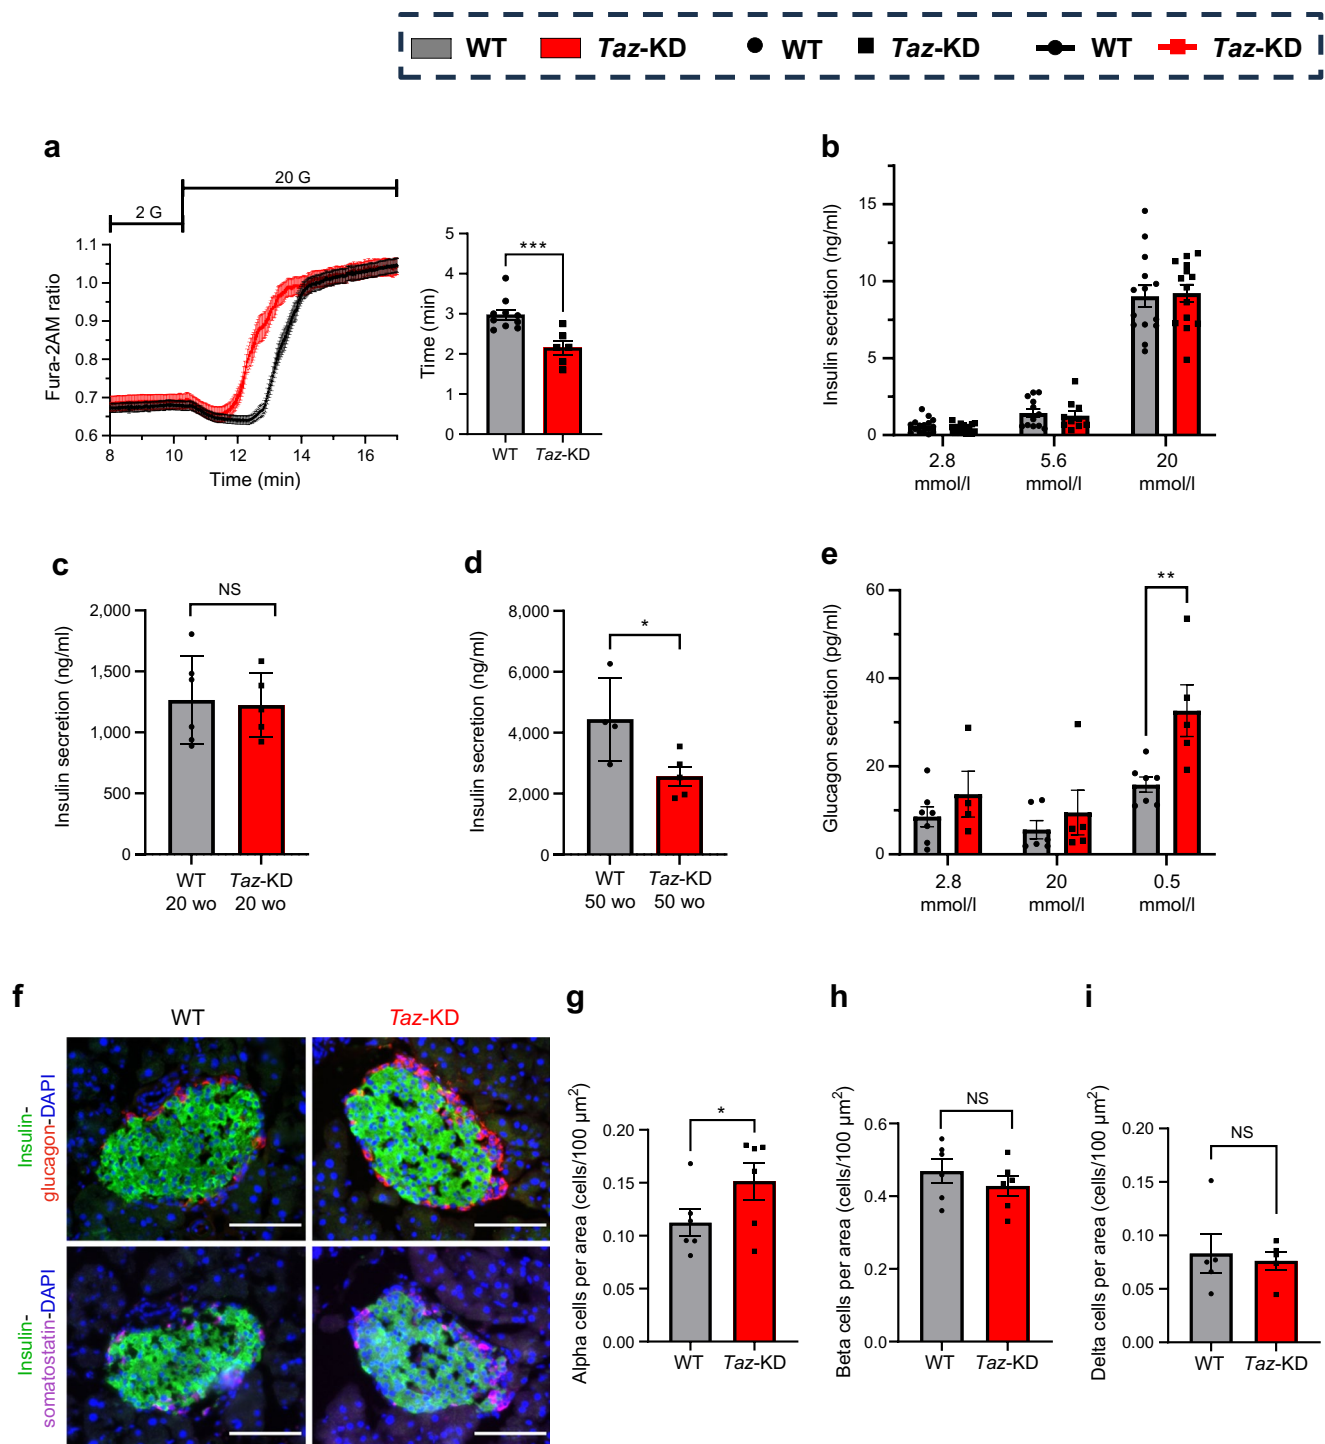 WT Taz-KD WT Taz-KD WT Taz-KD
a
20 G
2 G
Fura-2AM ratio
1.1
1.0
0.9
0.8
0.7
0.6
8 10 12 14 16
Time (min)
Time (min)
5
4
3
2
1
0
***
WT Taz-KD
b
Insulin secretion (ng/ml)
15
10
5
0
2.8 5.6 20
mmol/l mmol/l mmol/l
c
Insulin secretion (ng/ml)
2,000
1,500
1,000
500
0
NS
WT Taz-KD
20 wo 20 wo
d
Insulin secretion (ng/ml)
8,000
6,000
4,000
2,000
0
*
WT Taz-KD
50 wo 50 wo
e
Glucagon secretion (pg/ml)
60
40
20
0
**
2.8 20 0.5
mmol/l mmol/l mmol/l
f
WT Taz-KD
Insulin-
glucagon-DAPI
Insulin-
somatostatin-DAPI
g
Alpha cells per area (cells/100 µm²)
0.20
0.15
0.10
0.05
0.00
*
WT Taz-KD
h
Beta cells per area (cells/100 µm²)
0.6
0.4
0.2
0.0
NS
WT Taz-KD
i
Delta cells per area (cells/100 µm²)
0.20
0.15
0.10
0.05
0.00
NS
WT Taz-KD